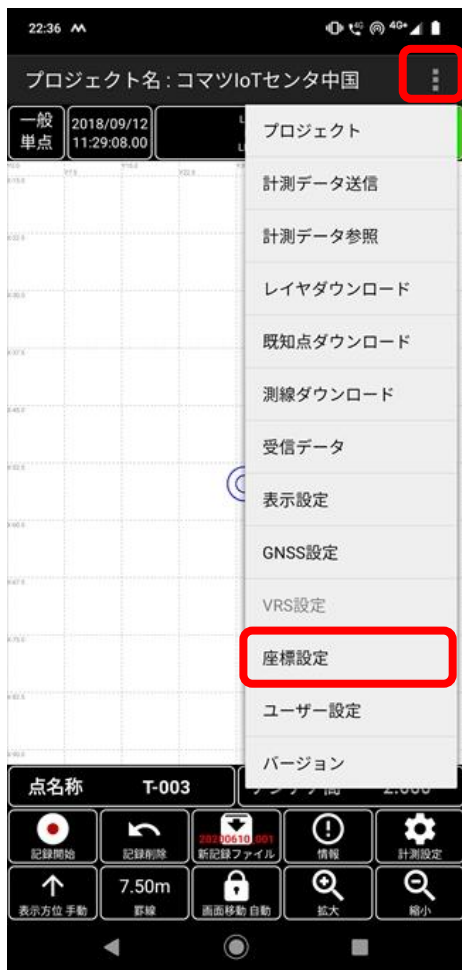 22:36
4G+
プロジェクト名 : コマツIoTセンタ中国
一般
単点
2018/09/12
11:29:08.00
プロジェクト
計測データ送信
計測データ参照
レイヤダウンロード
既知点ダウンロード
測線ダウンロード
受信データ
表示設定
GNSS設定
VRS設定
座標設定
ユーザー設定
バージョン
点名称 T-003
記録開始
記録削除
20200610_001
新記録ファイル
情報
計測設定
表示方位 手動
7.50m
罫線
画面移動 自動
拡大
縮小